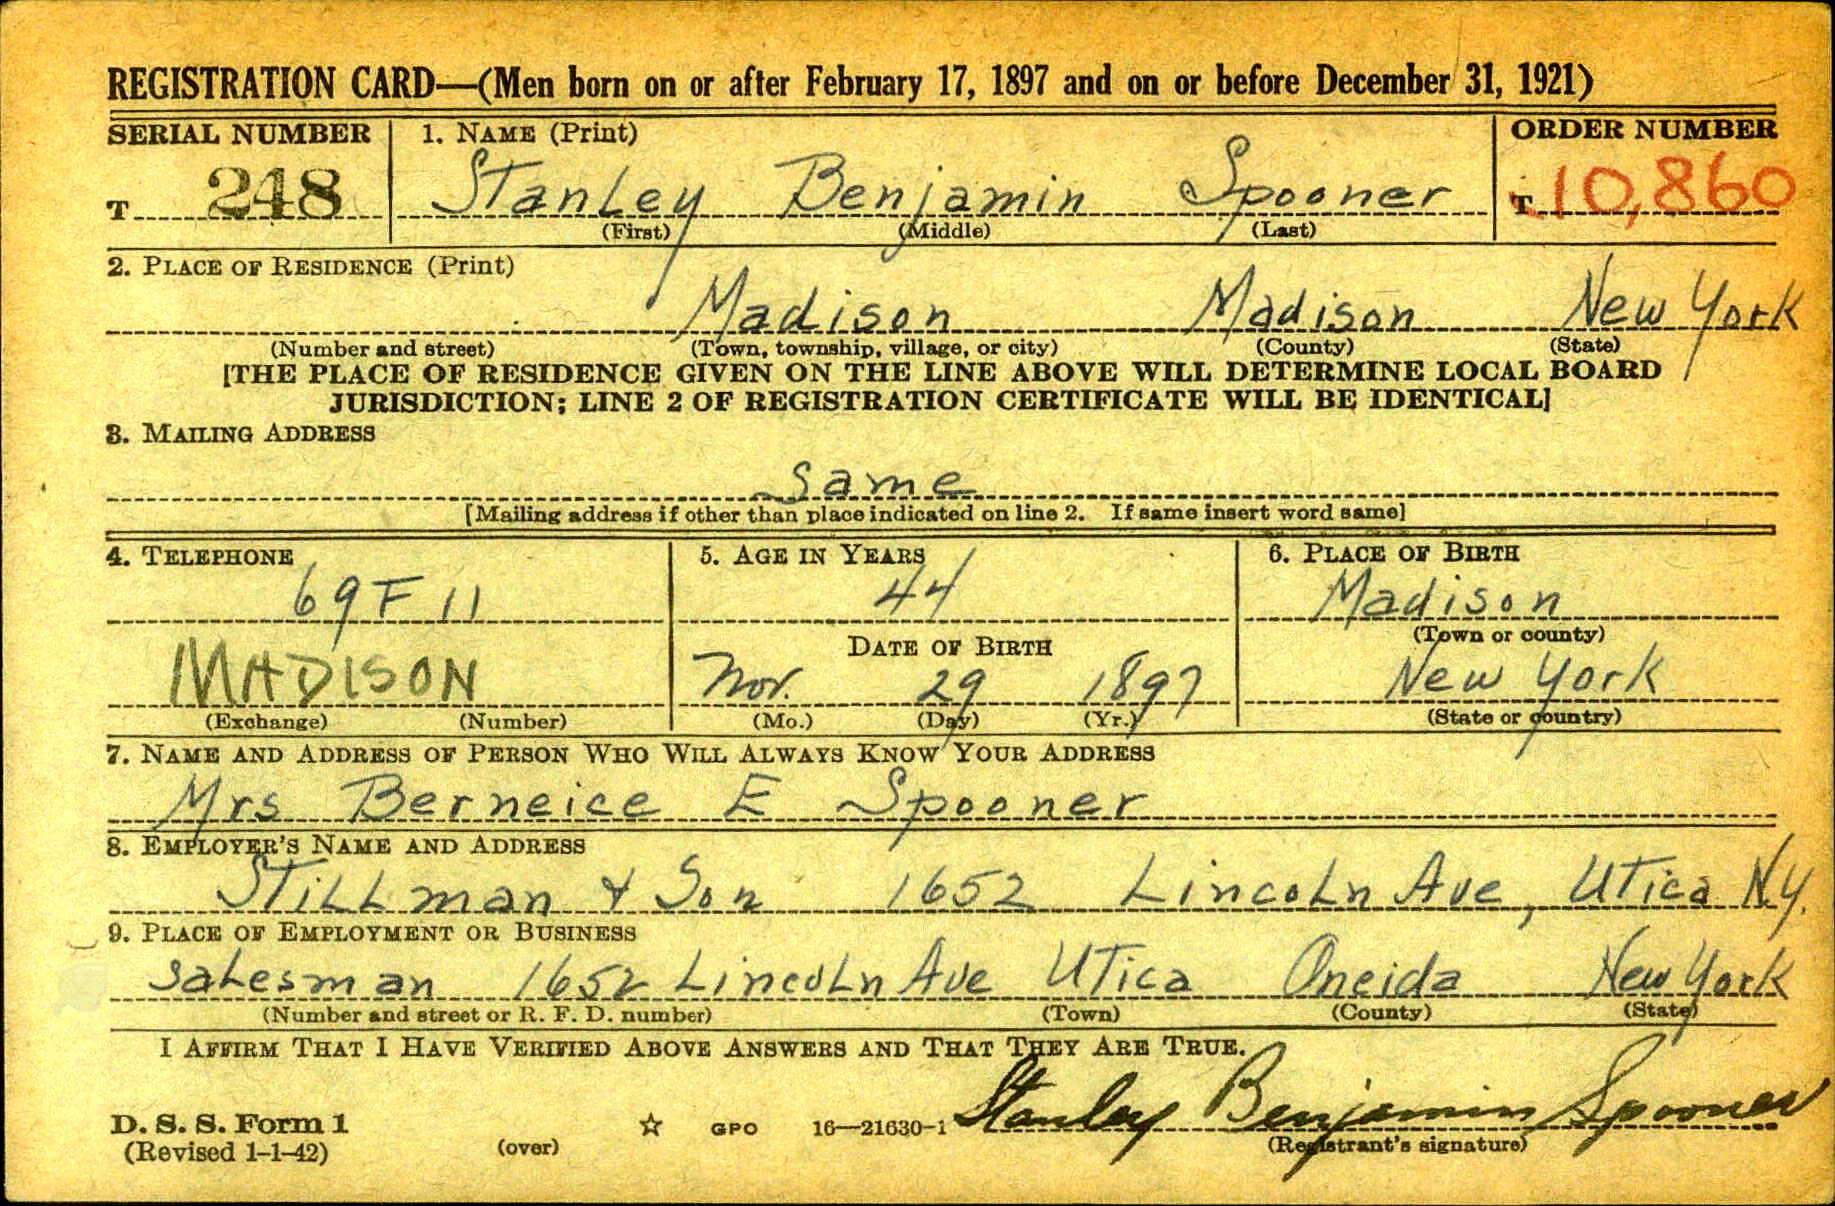 REGISTRATION CARD—(Men born on or after February 17, 1897 and on or before December 31, 1921)
SERIAL NUMBER 1. NAME (Print) ORDER NUMBER
T 248 Stanley Benjamin Spooner T 10,860
(First) (Middle) (Last)
2. PLACE OF RESIDENCE (Print)
Madison Madison New York
(Number and street) (Town, township, village, or city) (County) (State)
[THE PLACE OF RESIDENCE GIVEN ON THE LINE ABOVE WILL DETERMINE LOCAL BOARD
JURISDICTION; LINE 2 OF REGISTRATION CERTIFICATE WILL BE IDENTICAL]
3. MAILING ADDRESS
Same
[Mailing address if other than place indicated on line 2. If same insert word same]
4. TELEPHONE 5. AGE IN YEARS 6. PLACE OF BIRTH
69F11 44 Madison
DATE OF BIRTH (Town or county)
MADISON Nov. 29 1897 New York
(Exchange) (Number) (Mo.) (Day) (Yr.) (State or country)
7. NAME AND ADDRESS OF PERSON WHO WILL ALWAYS KNOW YOUR ADDRESS
Mrs Berneice E Spooner
8. EMPLOYER'S NAME AND ADDRESS
Stillman & Son 1652 Lincoln Ave, Utica N.Y.
9. PLACE OF EMPLOYMENT OR BUSINESS
Salesman 1652 Lincoln Ave Utica Oneida New York
(Number and street or R. F. D. number) (Town) (County) (State)
I AFFIRM THAT I HAVE VERIFIED ABOVE ANSWERS AND THAT THEY ARE TRUE.
D. S. S. Form 1 ☆ GPO 16—21630-1 Stanley Benjamin Spooner
(Revised 1-1-42) (over) (Registrant's signature)